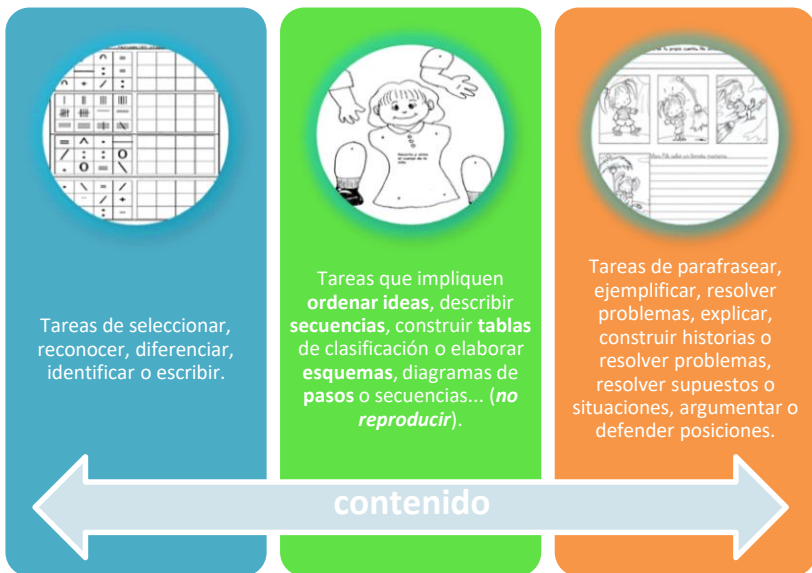 Tareas de seleccionar,
reconocer, diferenciar,
identificar o escribir.
Tareas que impliquen
ordenar ideas, describir
secuencias, construir tablas
de clasificación o elaborar
esquemas, diagramas de
pasos o secuencias... (no
reproducir).
Tareas de parafrasear,
ejemplificar, resolver
problemas, explicar,
construir historias o
resolver problemas,
resolver supuestos o
situaciones, argumentar o
defender posiciones.
contenido